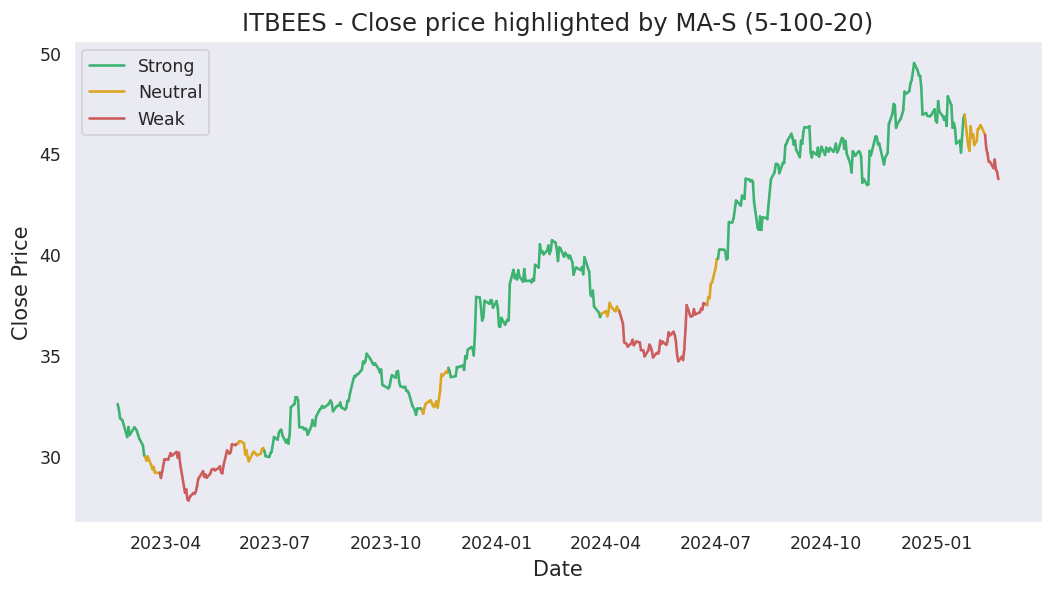 ITBEES - Close price highlighted by MA-S (5-100-20)
Strong
Neutral
Weak
Close Price
50
45
40
35
30
2023-04 2023-07 2023-10 2024-01 2024-04 2024-07 2024-10 2025-01
Date